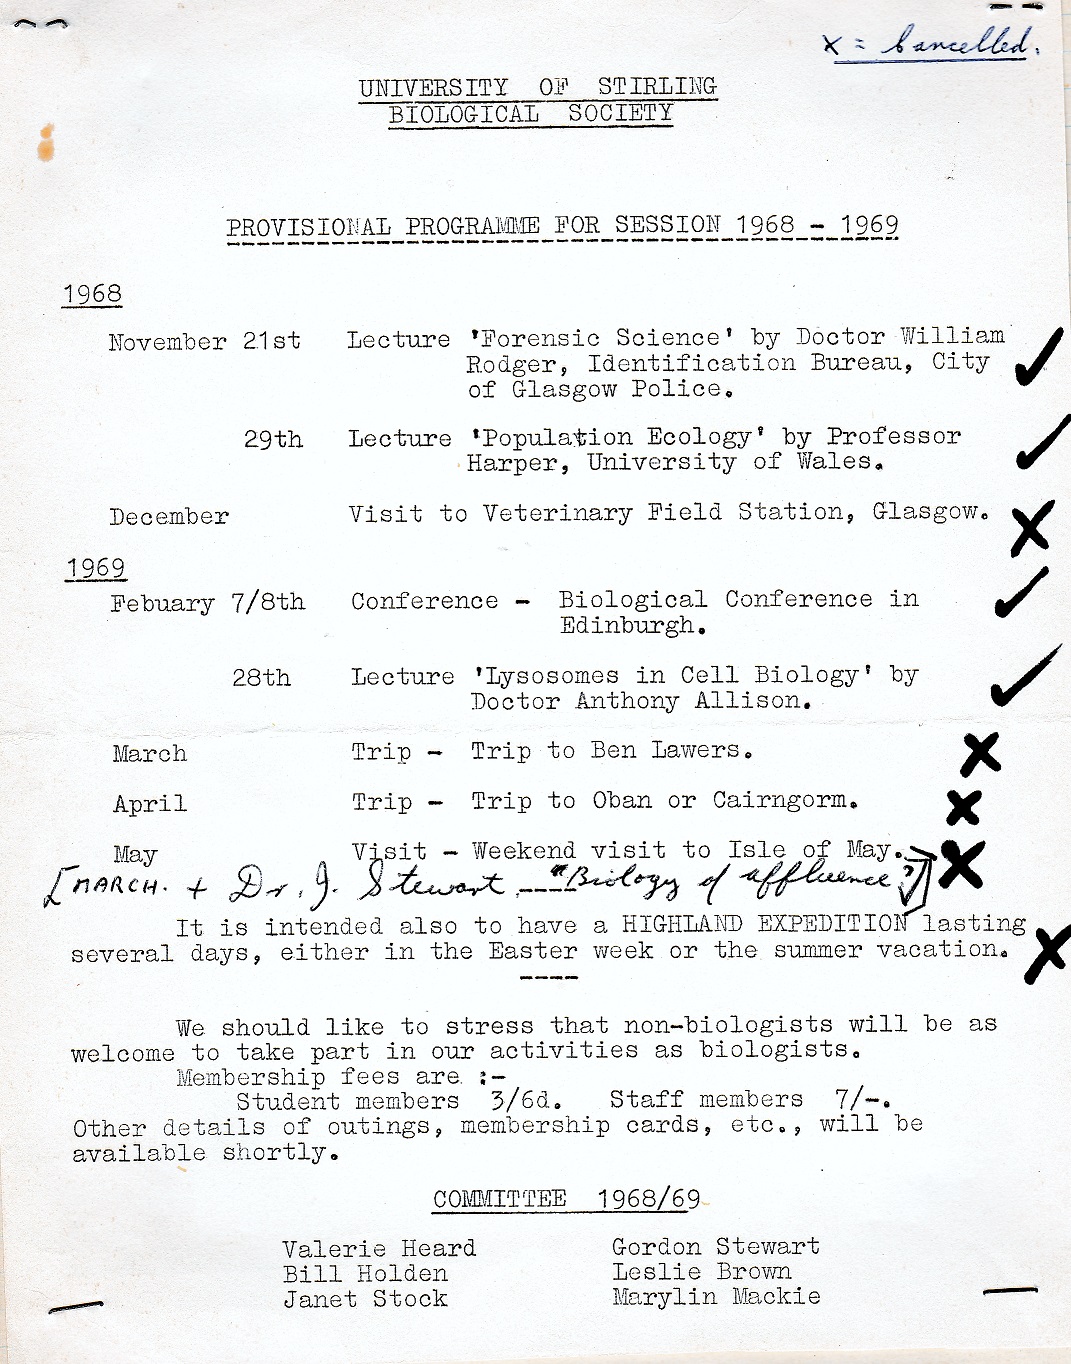 x = Cancelled.
UNIVERSITY OF STIRLING
BIOLOGICAL SOCIETY
PROVISIONAL PROGRAMME FOR SESSION 1968 - 1969
1968
November 21st Lecture 'Forensic Science' by Doctor William
Rodger, Identification Bureau, City
of Glasgow Police.
29th Lecture 'Population Ecology' by Professor
Harper, University of Wales.
December Visit to Veterinary Field Station, Glasgow.
1969
Febuary 7/8th Conference - Biological Conference in
Edinburgh.
28th Lecture 'Lysosomes in Cell Biology' by
Doctor Anthony Allison.
March Trip - Trip to Ben Lawers.
April Trip - Trip to Oban or Cairngorm.
May Visit - Weekend visit to Isle of May.
[MARCH. + Dr. J. Stewart "Biology of affluence"]
It is intended also to have a HIGHLAND EXPEDITION lasting
several days, either in the Easter week or the summer vacation.
----
We should like to stress that non-biologists will be as
welcome to take part in our activities as biologists.
Membership fees are :-
Student members 3/6d. Staff members 7/-.
Other details of outings, membership cards, etc., will be
available shortly.
COMMITTEE 1968/69
Valerie Heard Gordon Stewart
Bill Holden Leslie Brown
Janet Stock Marylin Mackie